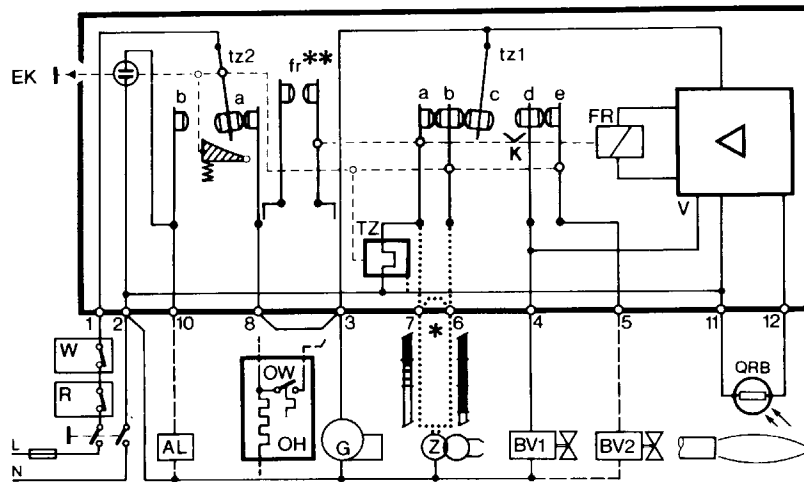 tz2
fr**
tz1
EK
b
a
a
b
c
d
e
FR
K
V
TZ
1
2
10
8
3
7
6
4
5
11
12
*
W
R
L
N
AL
OW
OH
G
Z
BV1
BV2
QRB